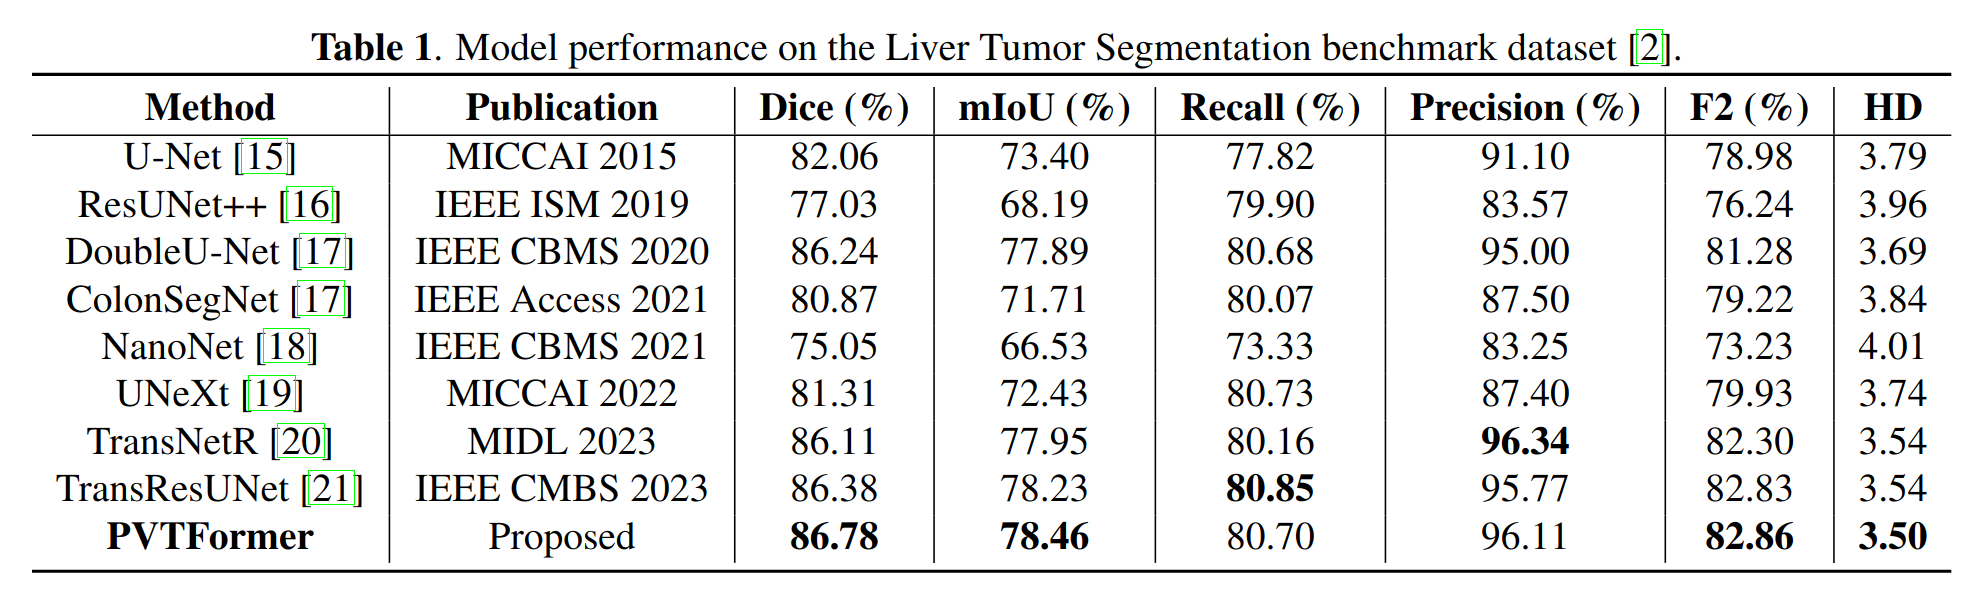 Table 1. Model performance on the Liver Tumor Segmentation benchmark dataset [2].
Method Publication Dice (%) mIoU (%) Recall (%) Precision (%) F2 (%) HD
U-Net [15] MICCAI 2015 82.06 73.40 77.82 91.10 78.98 3.79
ResUNet++ [16] IEEE ISM 2019 77.03 68.19 79.90 83.57 76.24 3.96
DoubleU-Net [17] IEEE CBMS 2020 86.24 77.89 80.68 95.00 81.28 3.69
ColonSegNet [17] IEEE Access 2021 80.87 71.71 80.07 87.50 79.22 3.84
NanoNet [18] IEEE CBMS 2021 75.05 66.53 73.33 83.25 73.23 4.01
UNeXt [19] MICCAI 2022 81.31 72.43 80.73 87.40 79.93 3.74
TransNetR [20] MIDL 2023 86.11 77.95 80.16 96.34 82.30 3.54
TransResUNet [21] IEEE CMBS 2023 86.38 78.23 80.85 95.77 82.83 3.54
PVTFormer Proposed 86.78 78.46 80.70 96.11 82.86 3.50